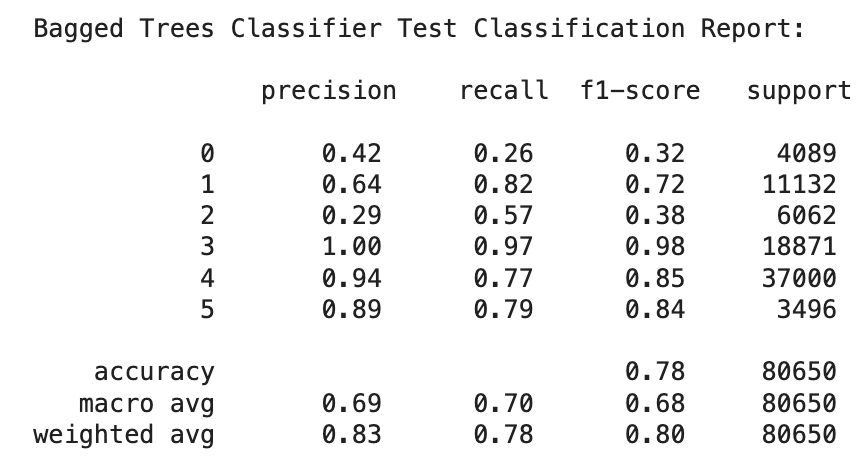 Bagged Trees Classifier Test Classification Report:
precision recall f1-score support
0 0.42 0.26 0.32 4089
1 0.64 0.82 0.72 11132
2 0.29 0.57 0.38 6062
3 1.00 0.97 0.98 18871
4 0.94 0.77 0.85 37000
5 0.89 0.79 0.84 3496
accuracy 0.78 80650
macro avg 0.69 0.70 0.68 80650
weighted avg 0.83 0.78 0.80 80650